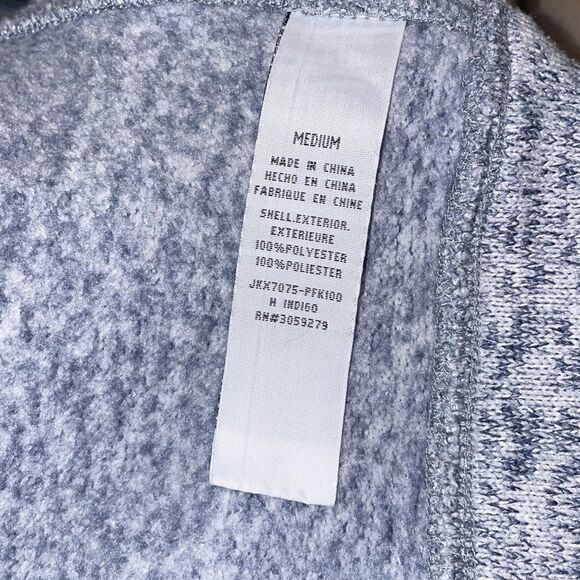 MEDIUM
MADE IN CHINA
HECHO EN CHINA
FABRIQUE EN CHINE
SHELL.EXTERIOR.
EXTERIEURE
100%POLYESTER
100%POLIESTER
JKX7075-PFK100
H INDIGO
RN#3059279